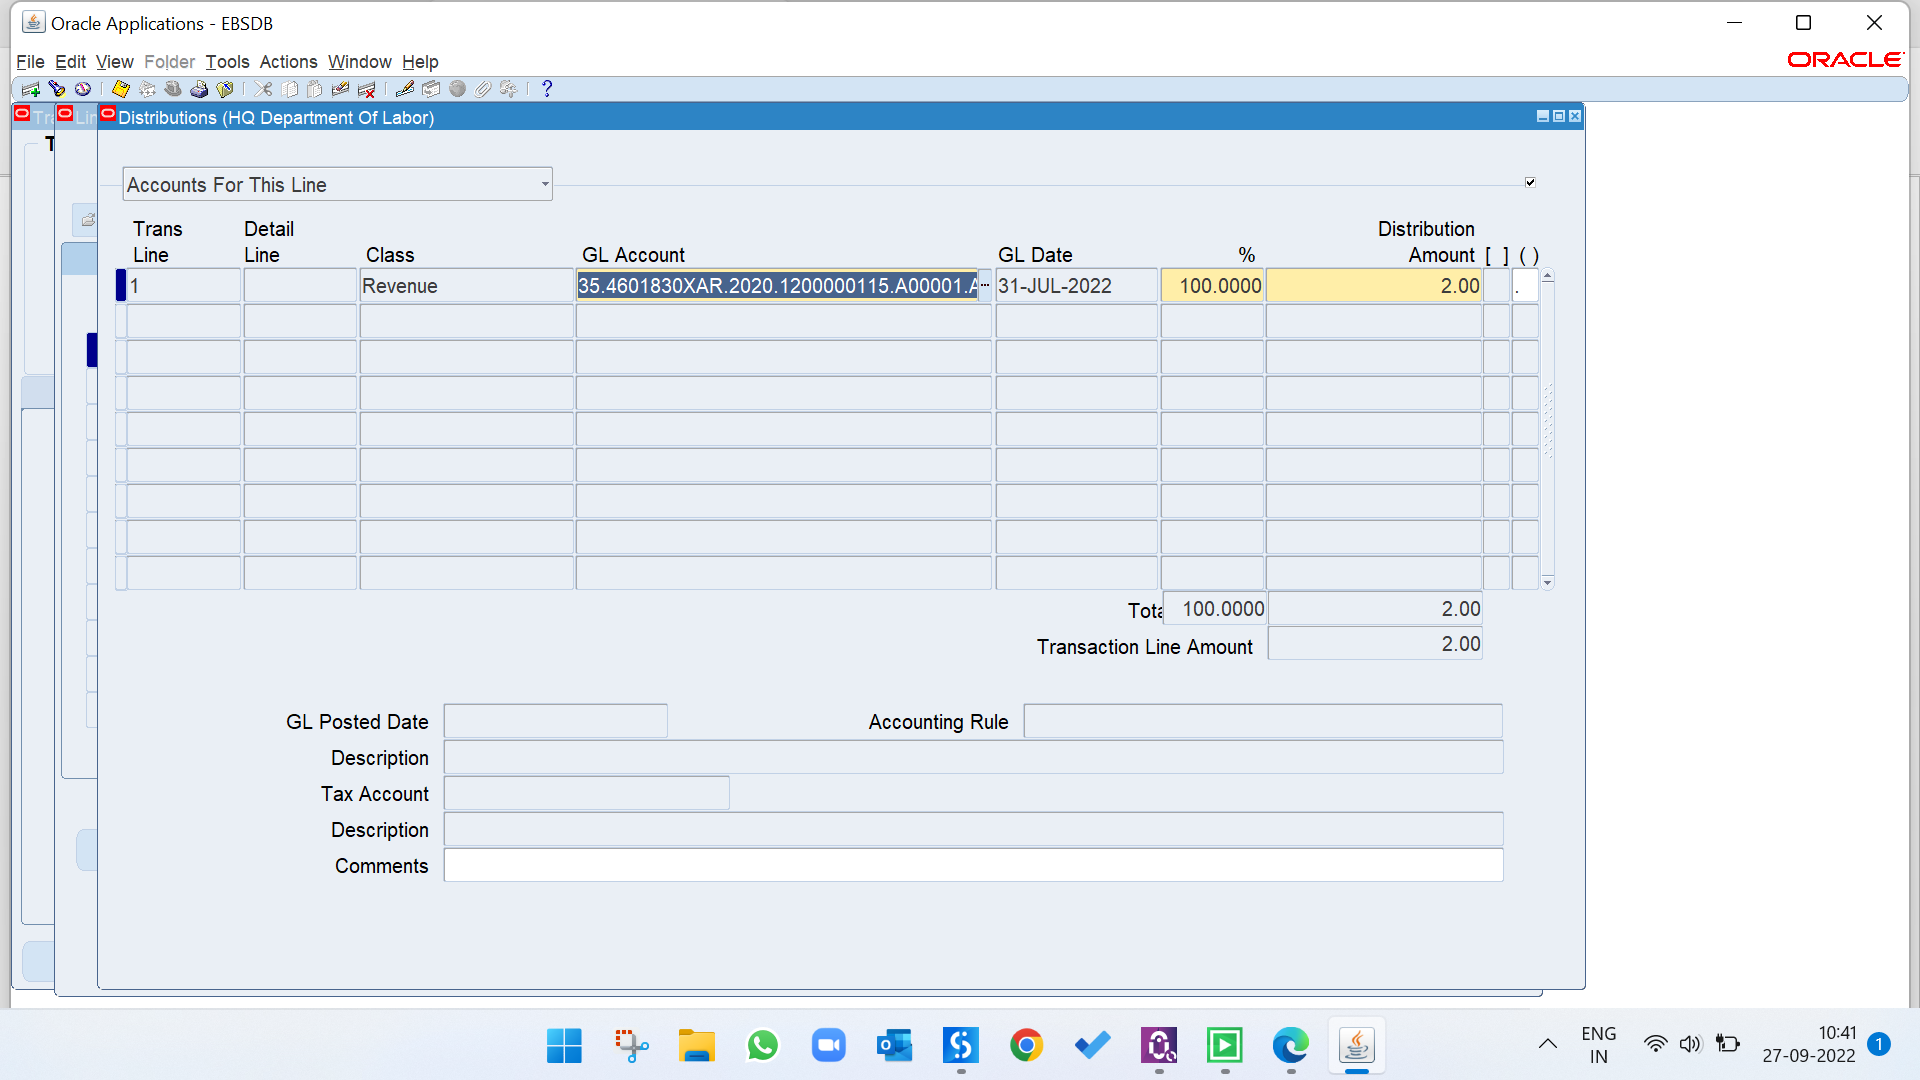 Oracle Applications - EBSDB
File Edit View Folder Tools Actions Window Help
ORACLE
Distributions (HQ Department Of Labor)
Accounts For This Line
Trans Line
Detail Line
Class
GL Account
GL Date
%
Distribution Amount
[ ]
( )
1
Revenue
35.4601830XAR.2020.1200000115.A00001.A
31-JUL-2022
100.0000
2.00
.
Tota
100.0000
2.00
Transaction Line Amount
2.00
GL Posted Date
Accounting Rule
Description
Tax Account
Description
Comments
ENG
IN
10:41
27-09-2022
1